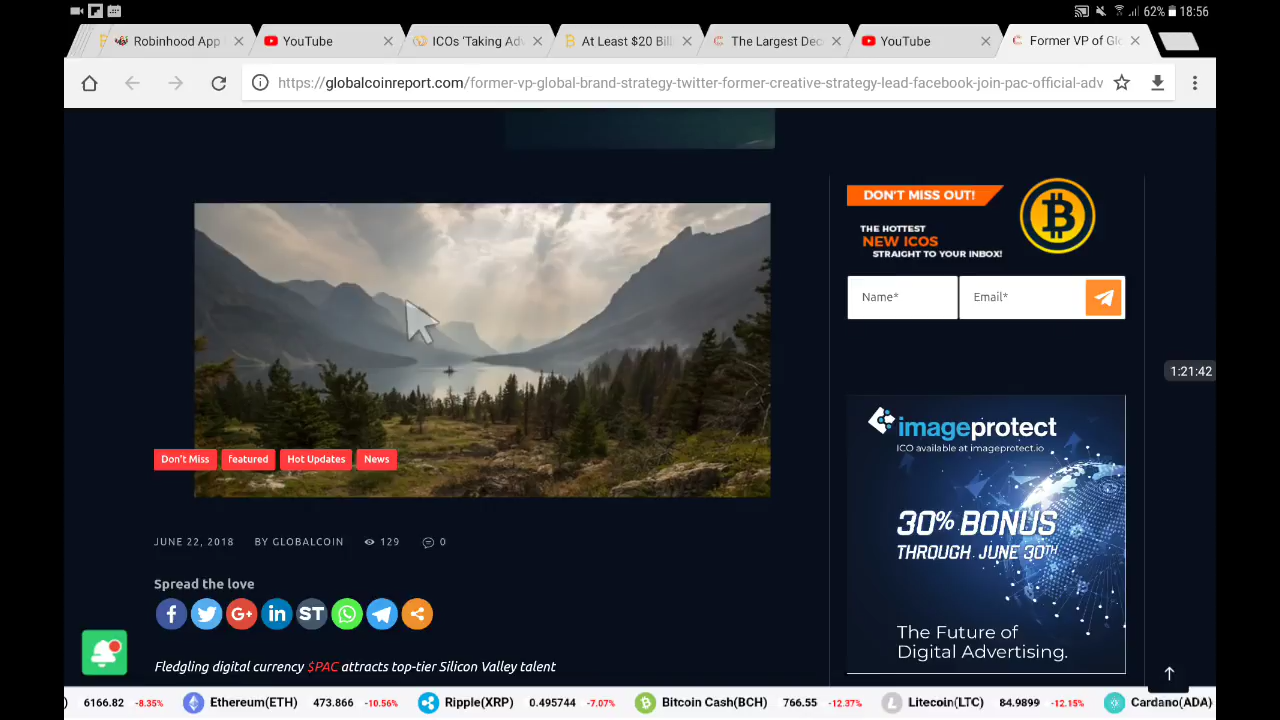 62% 18:56
Robinhood App
YouTube
ICOs 'Taking Adv
At Least $20 Bill
The Largest Dec
YouTube
Former VP of Glo
https://globalcoinreport.com/former-vp-global-brand-strategy-twitter-former-creative-strategy-lead-facebook-join-pac-official-adv
DON'T MISS OUT!
THE HOTTEST
NEW ICOS
STRAIGHT TO YOUR INBOX!
Name*
Email*
1:21:42
imageprotect
ICO available at imageprotect.io
30% BONUS
THROUGH JUNE 30TH
The Future of
Digital Advertising.
Don't Miss
featured
Hot Updates
News
JUNE 22, 2018 BY GLOBALCOIN 129 0
Spread the love
ST
Fledgling digital currency $PAC attracts top-tier Silicon Valley talent
) 6166.82 -8.35% Ethereum(ETH) 473.866 -10.56% Ripple(XRP) 0.495744 -7.07% Bitcoin Cash(BCH) 766.55 -12.37% Litecoin(LTC) 84.9899 -12.15% Cardano(ADA)